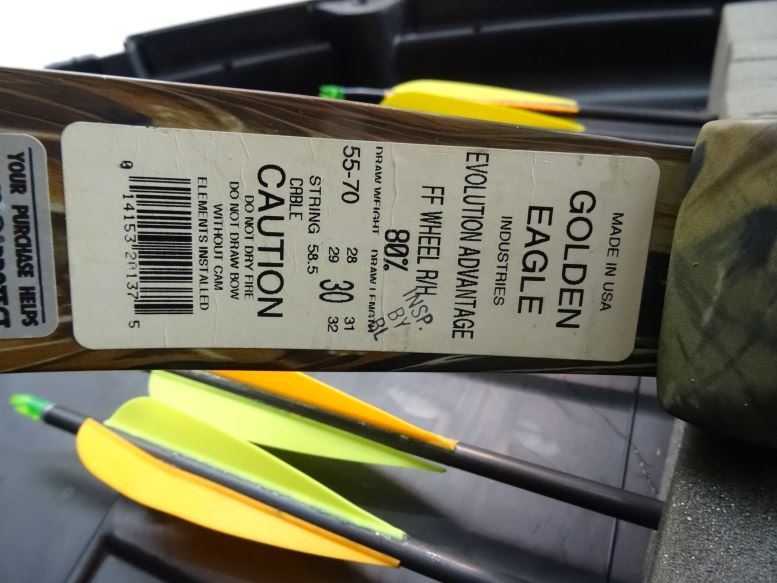 MADE IN USA
GOLDEN
EAGLE
INDUSTRIES
EVOLUTION ADVANTAGE
FF WHEEL R/H
80%
INSP.
BY
BL
DRAW WEIGHT DRAW LENGTH
55-70
28 31
29 30 32
STRING 58.5
CABLE
CAUTION
DO NOT DRY FIRE
DO NOT DRAW BOW
WITHOUT CAM
ELEMENTS INSTALLED
0 14153 20137 5
YOUR PURCHASE HELPS